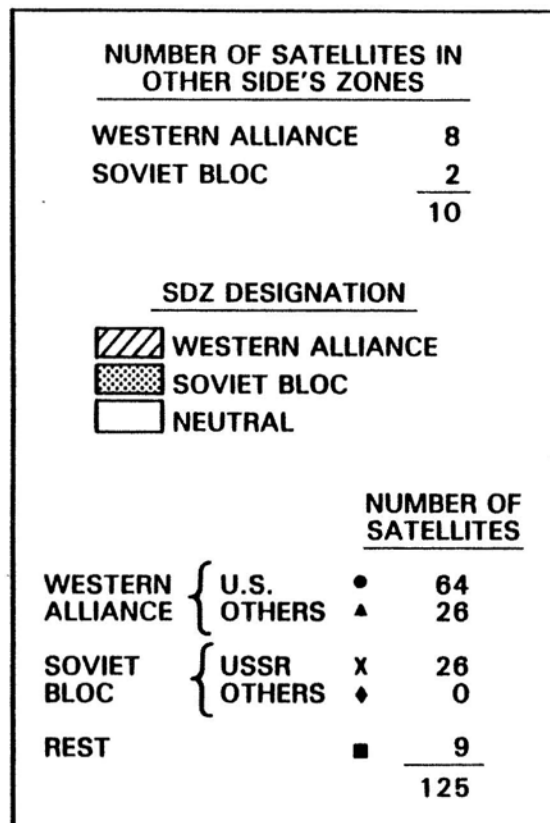 NUMBER OF SATELLITES IN
OTHER SIDE'S ZONES
WESTERN ALLIANCE 8
SOVIET BLOC 2
10
SDZ DESIGNATION
WESTERN ALLIANCE
SOVIET BLOC
NEUTRAL
NUMBER OF
SATELLITES
WESTERN { U.S. ● 64
ALLIANCE OTHERS ▲ 26
SOVIET { USSR X 26
BLOC OTHERS ♦ 0
REST ■ 9
125